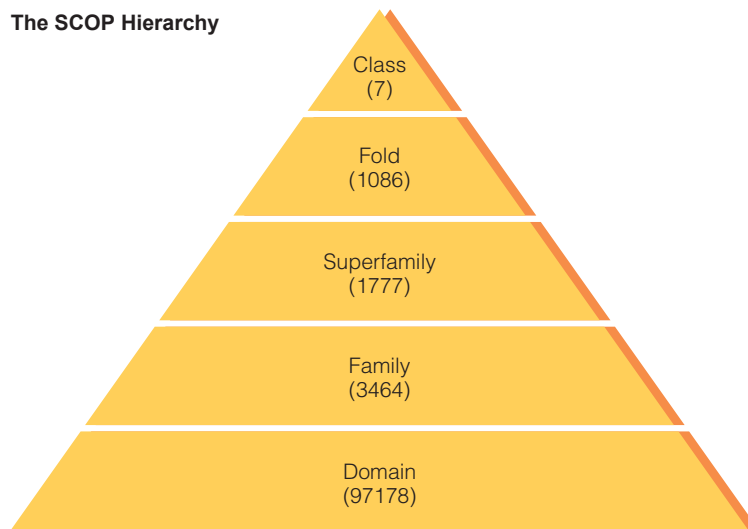 The SCOP Hierarchy
Class
(7)
Fold
(1086)
Superfamily
(1777)
Family
(3464)
Domain
(97178)